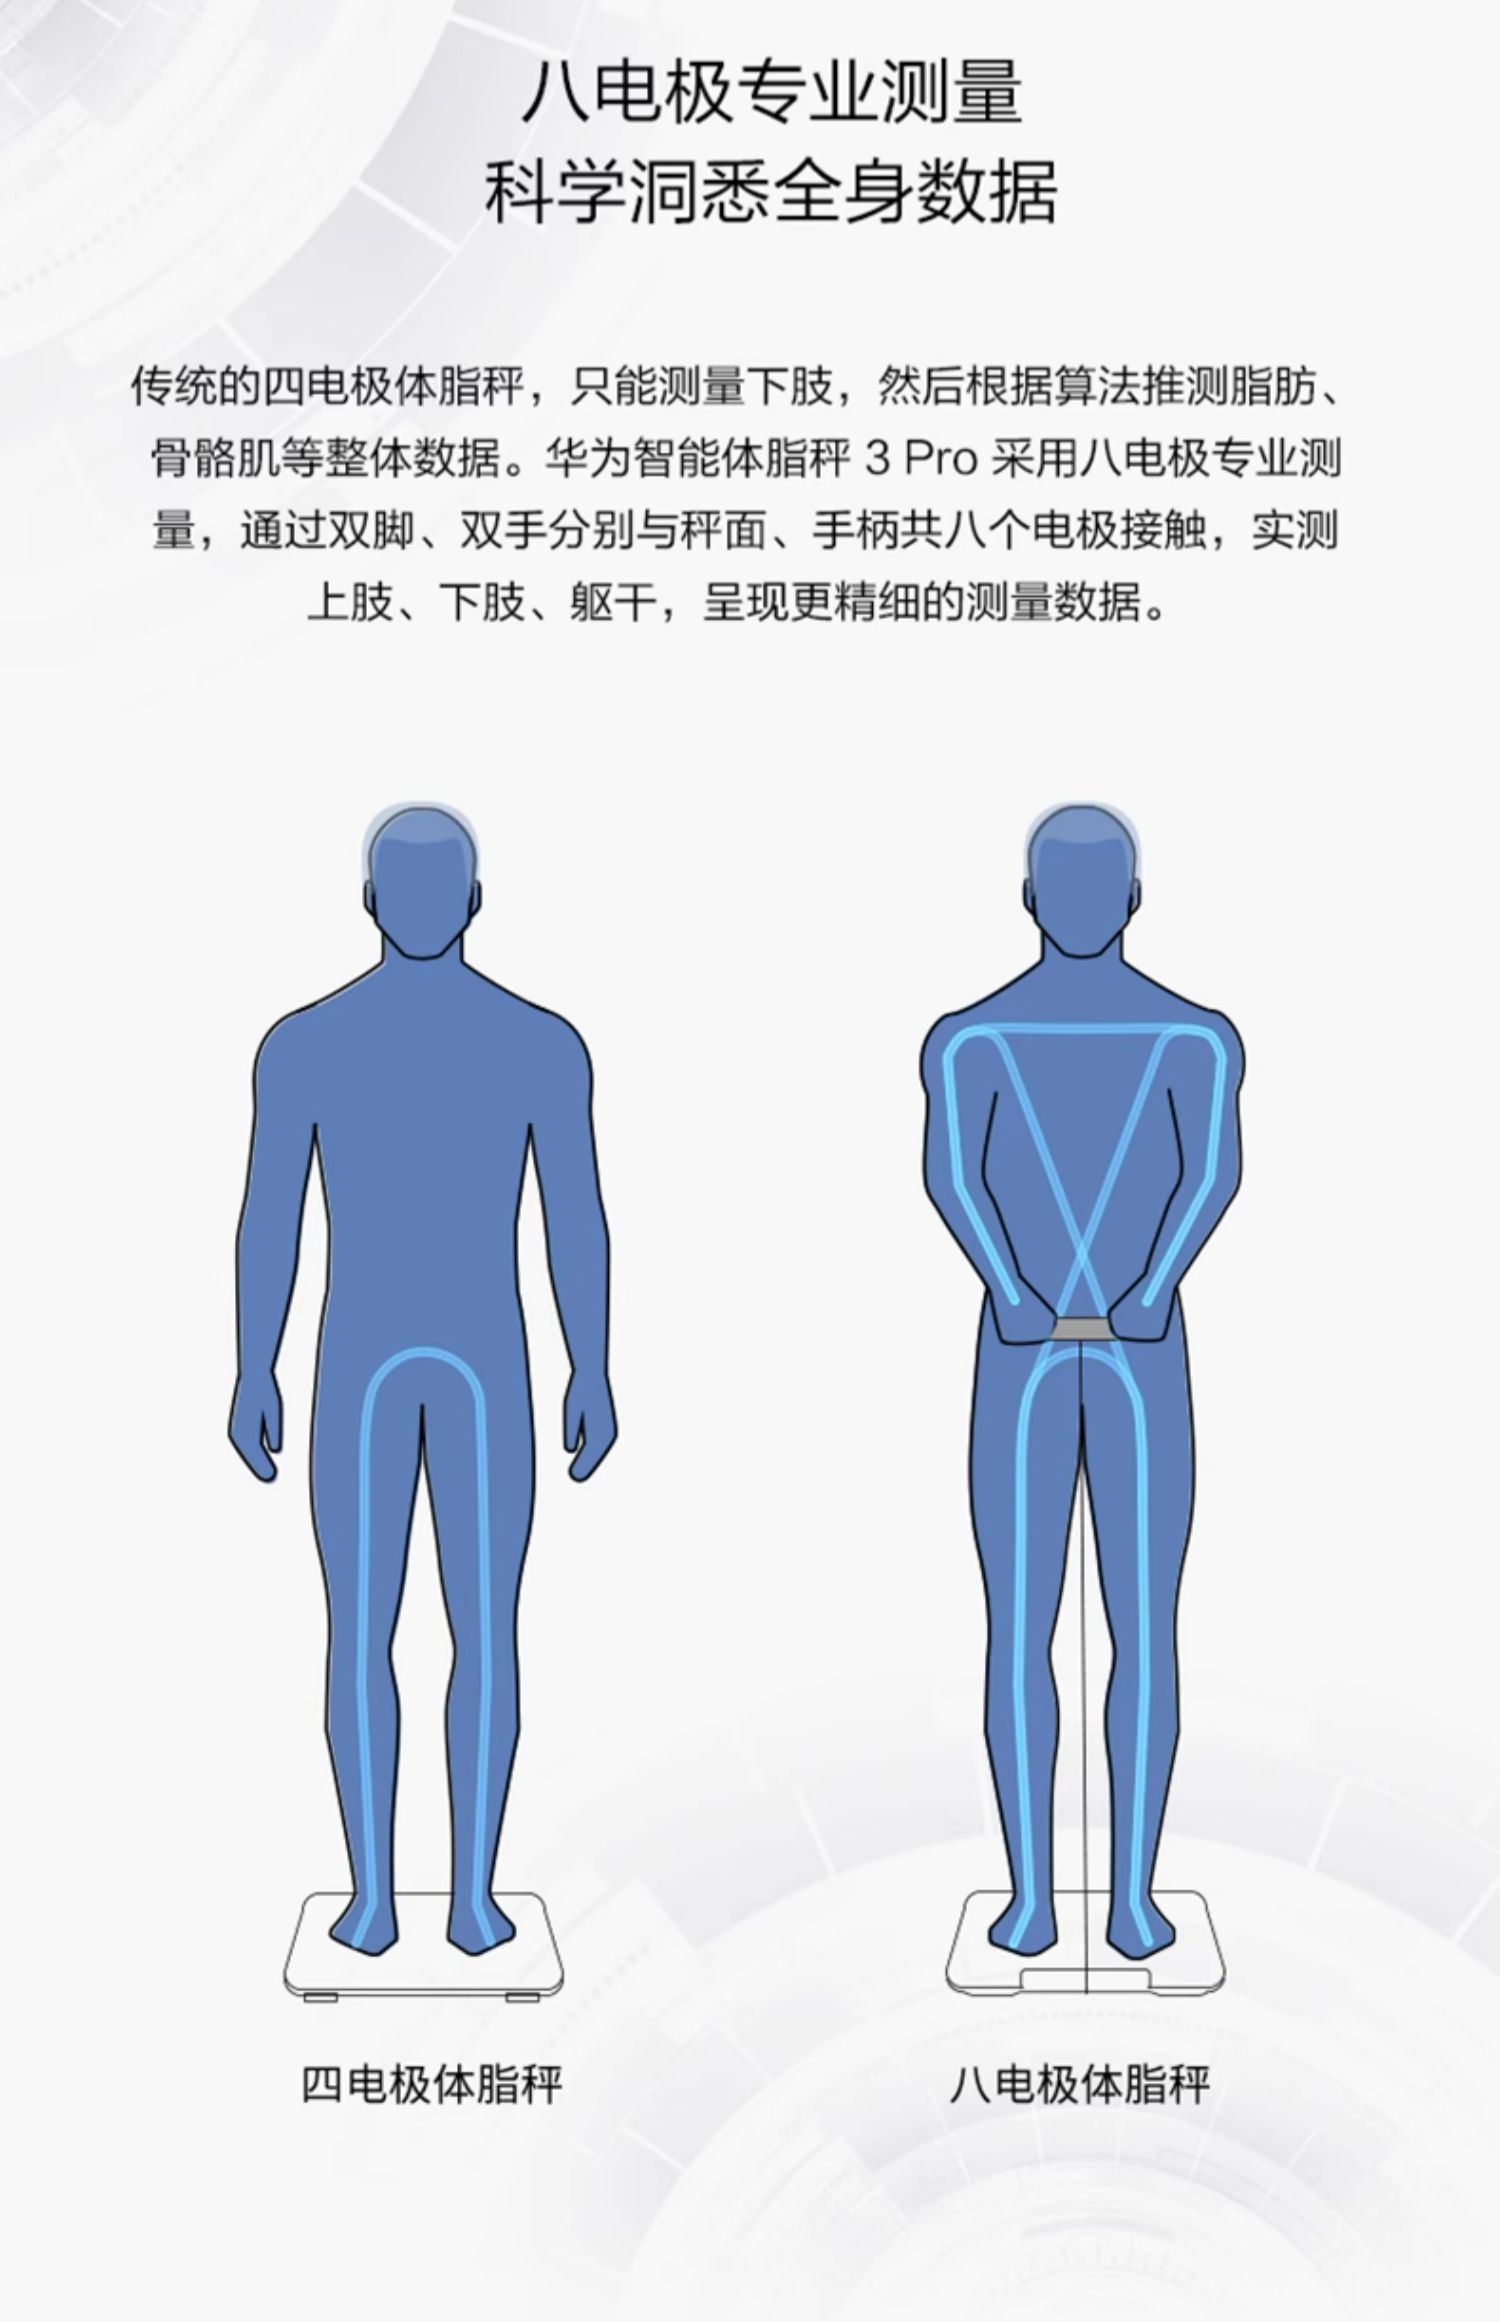 八电极专业测量
科学洞悉全身数据
传统的四电极体脂秤，只能测量下肢，然后根据算法推测脂肪、
骨骼肌等整体数据。华为智能体脂秤 3 Pro 采用八电极专业测
量，通过双脚、双手分别与秤面、手柄共八个电极接触，实测
上肢、下肢、躯干，呈现更精细的测量数据。
四电极体脂秤
八电极体脂秤